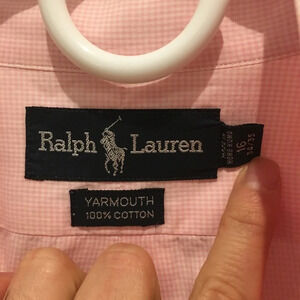 Ralph Lauren
YARMOUTH
100% COTTON
16